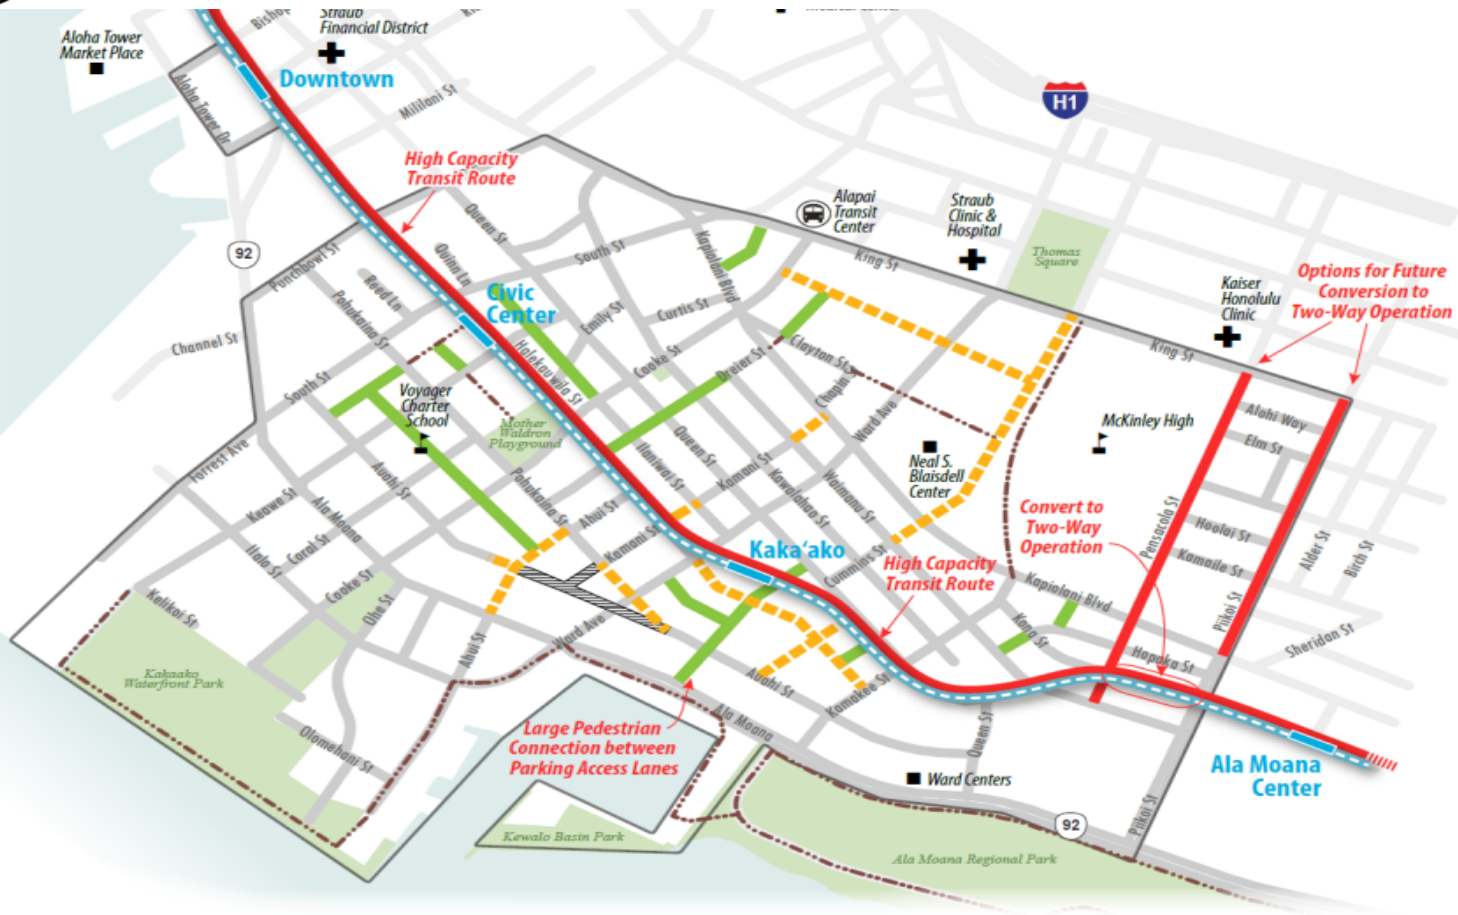 Bishop
Straub
Financial District
Medical Center
Aloha Tower
Market Place
Downtown
Mililani St
Aloha Tower Dr
H1
High Capacity
Transit Route
Alapai
Transit
Center
Straub
Clinic &
Hospital
Thomas
Square
92
Queen St
Punchbowl St
Quinn Ln
South St
Kapiolani Blvd
King St
Kaiser
Honolulu
Clinic
Options for Future
Conversion to
Two-Way Operation
Reed Ln
Pohukaina St
Civic
Center
Emily St
Curtis St
Channel St
Halekauwila St
Cooke St
Dreier St
Clayton St
Chapin St
King St
South St
Voyager
Charter
School
Mother
Waldron
Playground
Ward Ave
McKinley High
Alohi Way
Elm St
Forrest Ave
Auahi St
Ilaniwai St
Queen St
Kamani St
Kawaiahao St
Waimanu St
Neal S.
Blaisdell
Center
Keawe St
Ala Moana
Pohukaina St
Ahui St
Convert to
Two-Way
Operation
Pensacola St
Hoolai St
Kamaile St
Alder St
Birch St
Ilalo St
Coral St
Kamani St
Kaka‘ako
Cummins St
High Capacity
Transit Route
Kapiolani Blvd
Kelikoi St
Cooke St
Ohe St
Ahui St
Ward Ave
Kona St
Piikoi St
Sheridan St
Hopaka St
Kakaako
Waterfront Park
Auahi St
Kamakee St
Olomehani St
Large Pedestrian
Connection between
Parking Access Lanes
Ala Moana
Queen St
Ward Centers
Ala Moana
Center
Piikoi St
92
Kewalo Basin Park
Ala Moana Regional Park